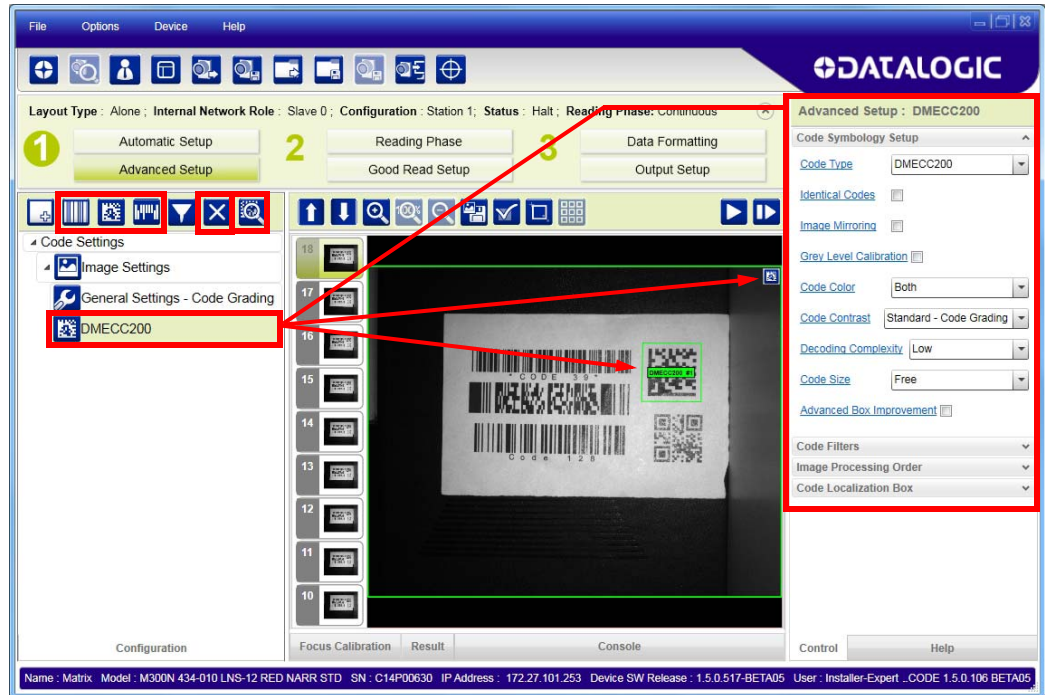 File Options Device Help
DATALOGIC
Layout Type : Alone ; Internal Network Role : Slave 0 ; Configuration : Station 1; Status : Halt ; Reading Phase: Continuous
1
Automatic Setup
Advanced Setup
2
Reading Phase
Good Read Setup
3
Data Formatting
Output Setup
Code Settings
Image Settings
General Settings - Code Grading
DMECC200
Configuration
18
17
16
15
14
13
12
11
10
* CODE 39 *
DMECC200 #1
Code 128
Focus Calibration Result Console
Advanced Setup : DMECC200
Code Symbology Setup
Code Type DMECC200
Identical Codes
Image Mirroring
Grey Level Calibration
Code Color Both
Code Contrast Standard - Code Grading
Decoding Complexity Low
Code Size Free
Advanced Box Improvement
Code Filters
Image Processing Order
Code Localization Box
Control Help
Name : Matrix Model : M300N 434-010 LNS-12 RED NARR STD SN : C14P00630 IP Address : 172.27.101.253 Device SW Release : 1.5.0.517-BETA05 User : Installer-Expert _CODE 1.5.0.106 BETA05